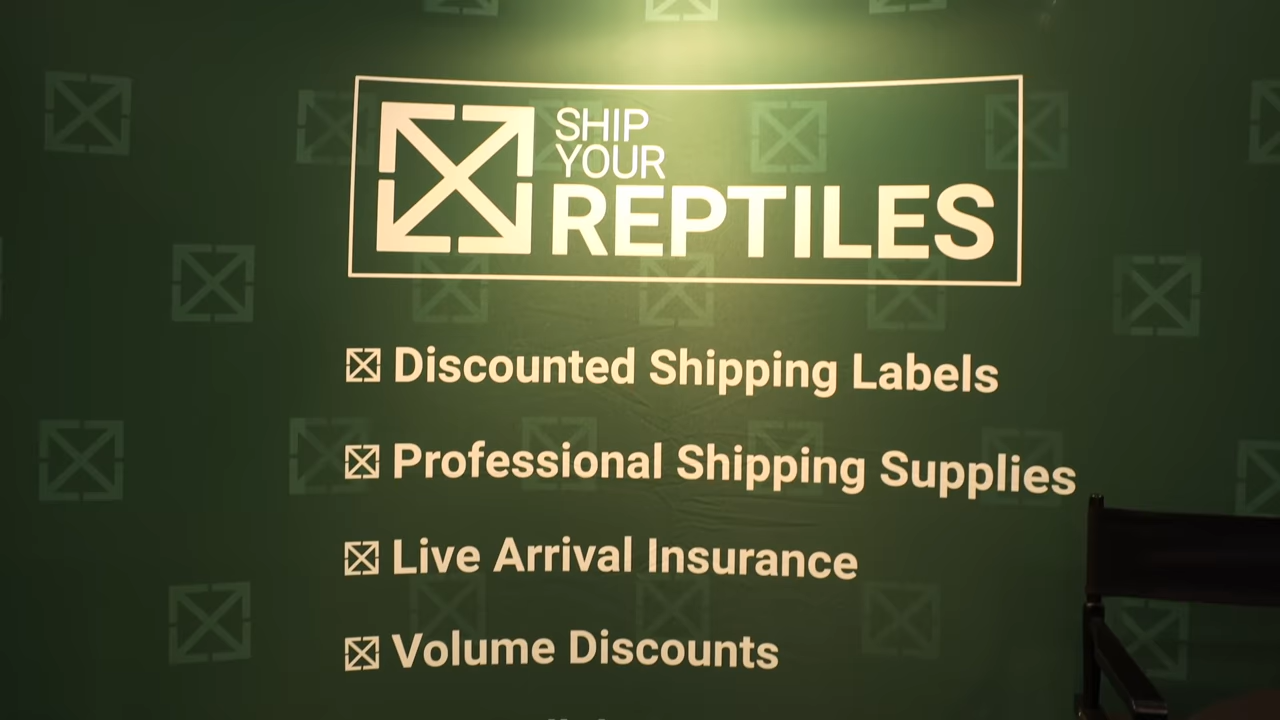 SHIP
YOUR
REPTILES
Discounted Shipping Labels
Professional Shipping Supplies
Live Arrival Insurance
Volume Discounts